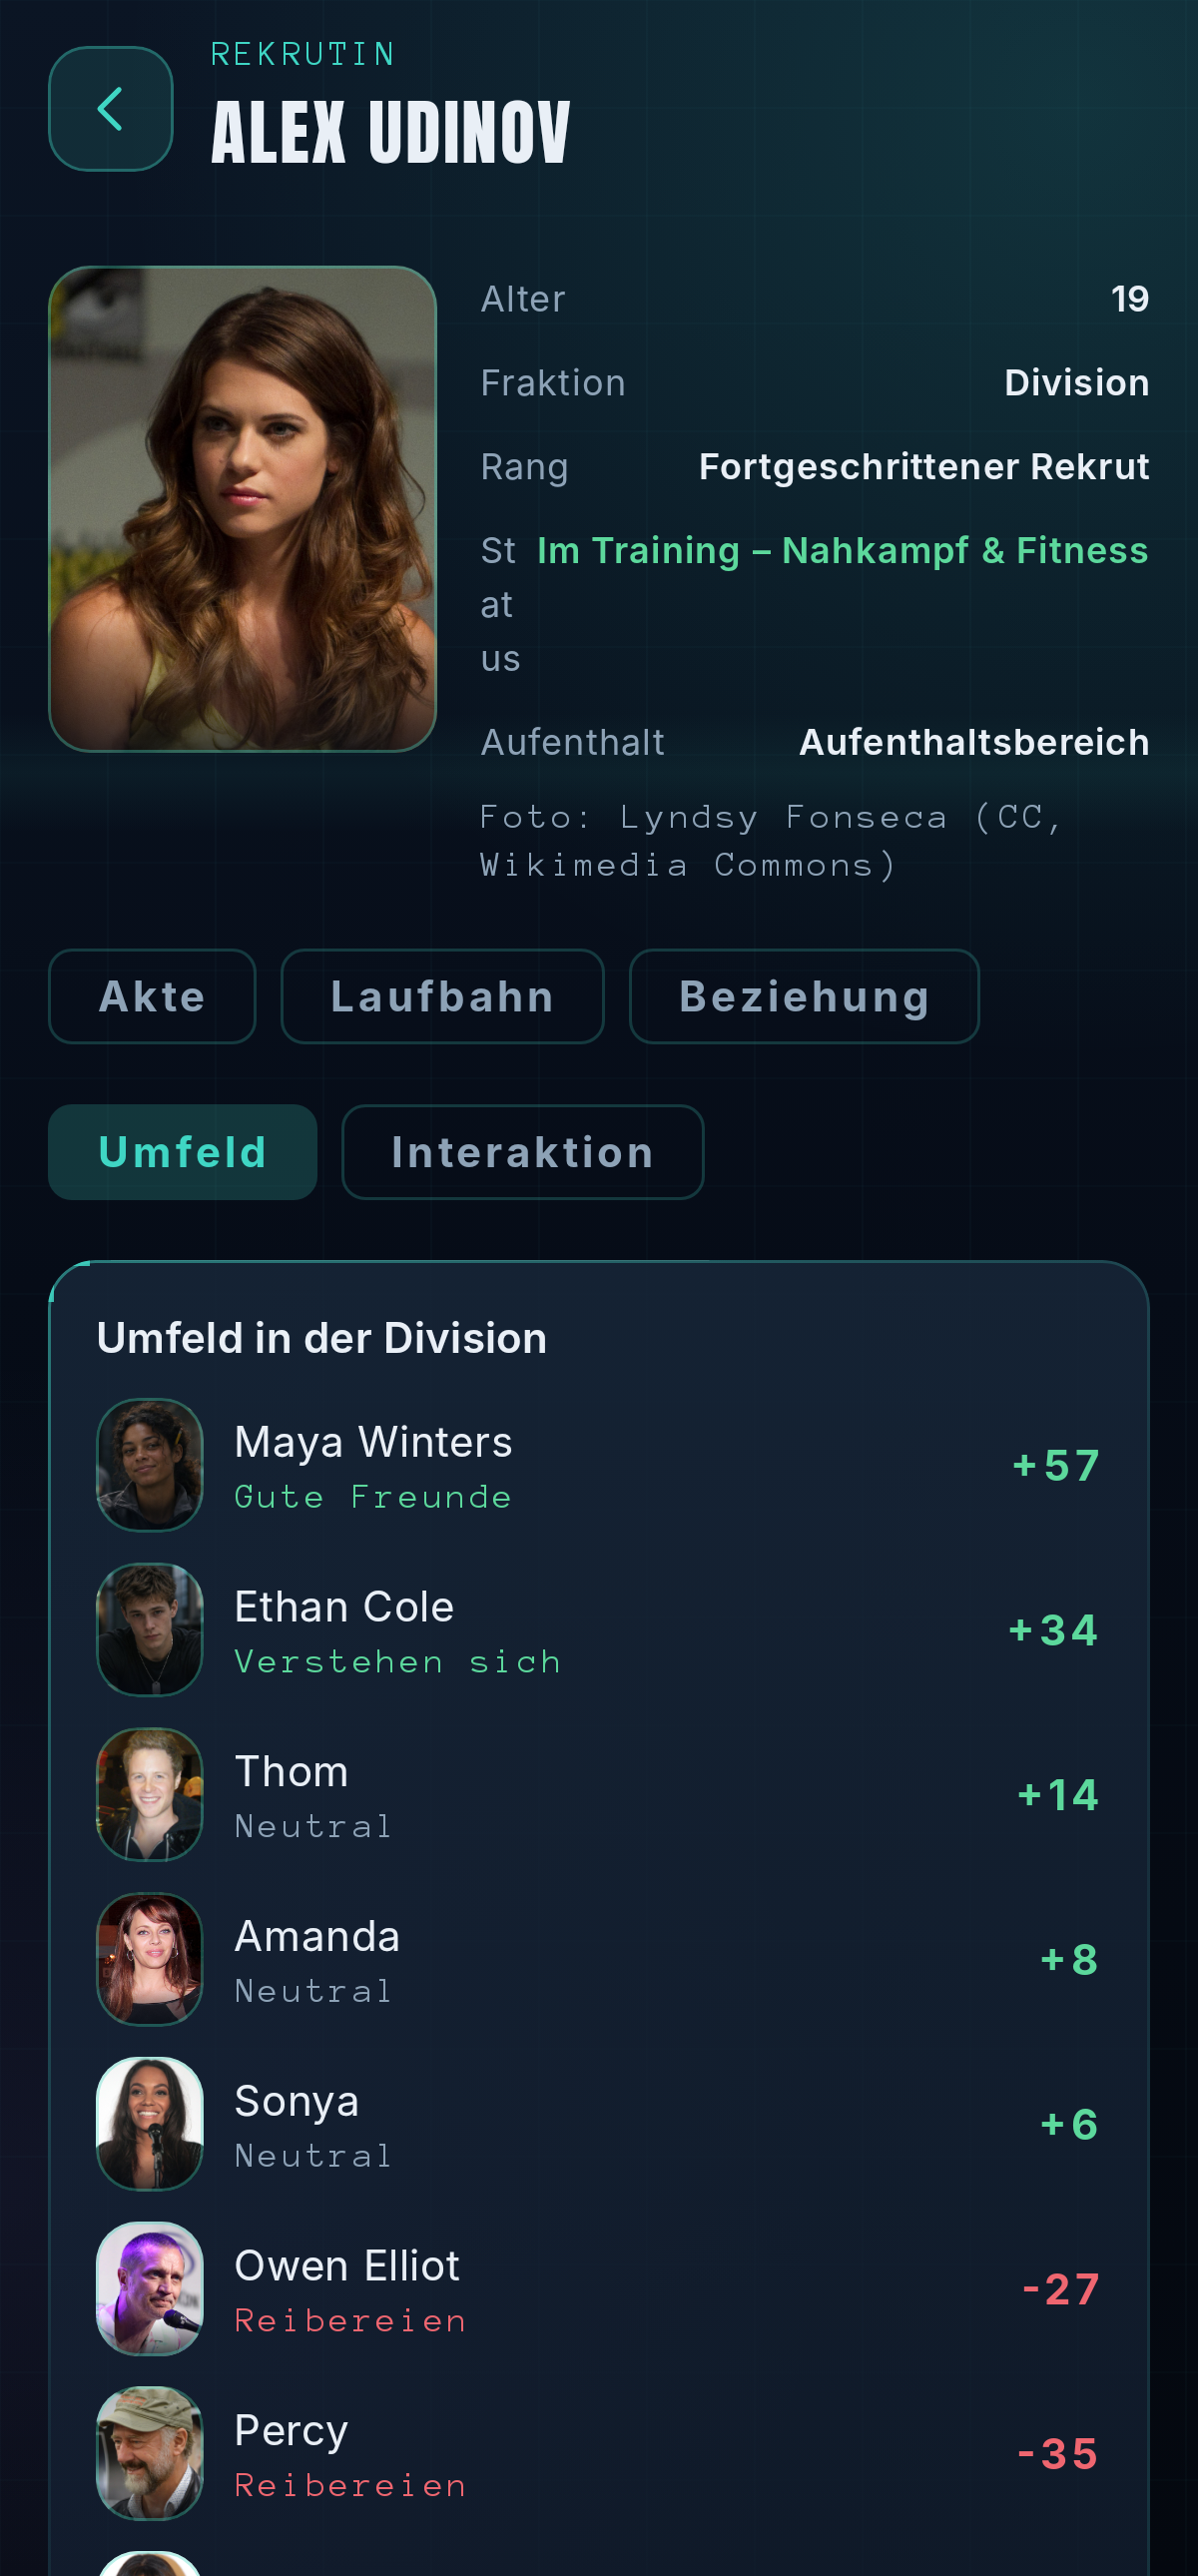 REKRUTIN
ALEX UDINOV
Alter 19
Fraktion Division
Rang Fortgeschrittener Rekrut
St Im Training – Nahkampf & Fitness
at
us
Aufenthalt Aufenthaltsbereich
Foto: Lyndsy Fonseca (CC,
Wikimedia Commons)
Akte Laufbahn Beziehung
Umfeld Interaktion
Umfeld in der Division
Maya Winters
Gute Freunde
+57
Ethan Cole
Verstehen sich
+34
Thom
Neutral
+14
Amanda
Neutral
+8
Sonya
Neutral
+6
Owen Elliot
Reibereien
-27
Percy
Reibereien
-35